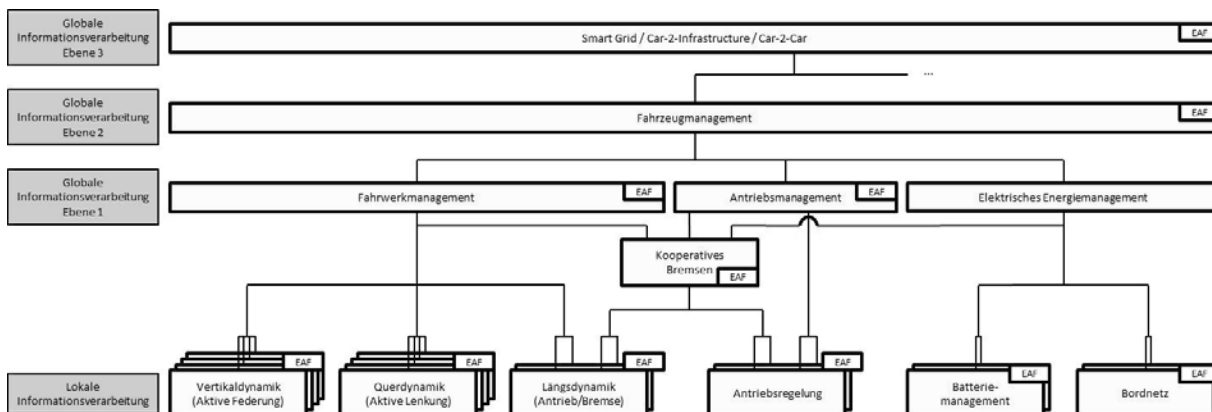 Globale
Informationsverarbeitung
Ebene 3
Smart Grid / Car-2-Infrastructure / Car-2-Car
EAF
...
Globale
Informationsverarbeitung
Ebene 2
Fahrzeugmanagement
EAF
Globale
Informationsverarbeitung
Ebene 1
Fahrwerkmanagement
EAF
Antriebsmanagement
EAF
Elektrisches Energiemanagement
Kooperatives
Bremsen
EAF
Lokale
Informationsverarbeitung
Vertikaldynamik
(Aktive Federung)
EAF
Querdynamik
(Aktive Lenkung)
EAF
Längsdynamik
(Antrieb/Bremse)
EAF
Antriebsregelung
EAF
Batterie-
management
EAF
Bordnetz
EAF